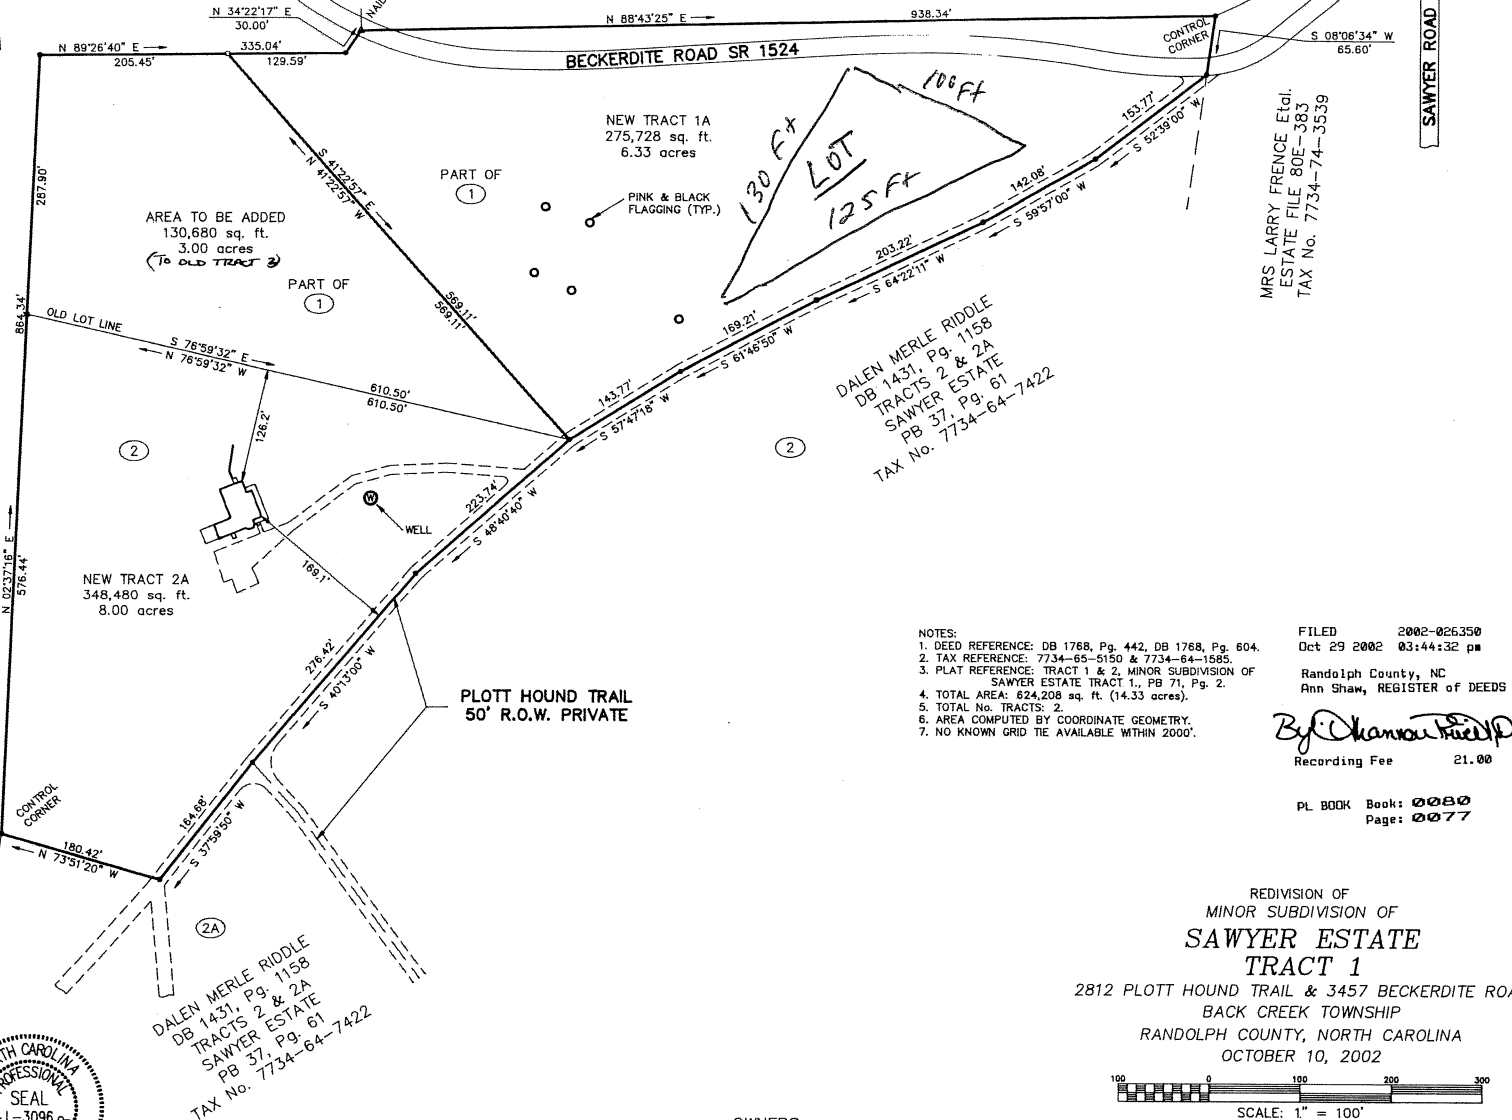 N 34°22'17" E
30.00'
N 88°43'25" E
938.34'
CONTROL
CORNER
S 08°06'34" W
65.60'
SAWYER ROAD
N 89°26'40" E
205.45'
335.04'
129.59'
BECKERDITE ROAD SR 1524
NEW TRACT 1A
275,728 sq. ft.
6.33 acres
100 Ft
130 Ft
LOT
125 Ft
153.77'
S 52°39'00" W
MRS LARRY FRENCE Etal.
ESTATE FILE 80E-383
TAX No. 7734-74-3539
287.90'
S 41°22'57" E
N 41°22'57" W
PART OF
1
PINK & BLACK
FLAGGING (TYP.)
142.08'
S 59°57'00" W
AREA TO BE ADDED
130,680 sq. ft.
3.00 acres
(TO OLD TRACT 3)
203.22'
S 64°22'11" W
PART OF
1
569.11'
569.11'
864.34'
OLD LOT LINE
S 76°59'32" E
N 76°59'32" W
169.21'
S 61°46'50" W
DALEN MERLE RIDDLE
DB 1431, Pg. 1158
TRACTS 2 & 2A
SAWYER ESTATE
PB 37, Pg. 61
TAX No. 7734-64-7422
610.50'
610.50'
143.77'
S 57°47'18" W
126.2'
2
2
223.74'
S 48°40'40" W
W
WELL
169.1'
N 02°37'16" E
576.44'
NEW TRACT 2A
348,480 sq. ft.
8.00 acres
276.42'
S 40°13'00" W
PLOTT HOUND TRAIL
50' R.O.W. PRIVATE
NOTES:
1. DEED REFERENCE: DB 1768, Pg. 442, DB 1768, Pg. 604.
2. TAX REFERENCE: 7734-65-5150 & 7734-64-1585.
3. PLAT REFERENCE: TRACT 1 & 2, MINOR SUBDIVISION OF
SAWYER ESTATE TRACT 1., PB 71, Pg. 2.
4. TOTAL AREA: 624,208 sq. ft. (14.33 acres).
5. TOTAL No. TRACTS: 2.
6. AREA COMPUTED BY COORDINATE GEOMETRY.
7. NO KNOWN GRID TIE AVAILABLE WITHIN 2000'.
FILED 2002-026350
Oct 29 2002 03:44:32 pm
Randolph County, NC
Ann Shaw, REGISTER of DEEDS
By:
Recording Fee 21.00
PL BOOK Book: 0080
Page: 0077
CONTROL
CORNER
164.68'
S 37°59'50" W
180.42'
N 73°51'20" W
2A
DALEN MERLE RIDDLE
DB 1431, Pg. 1158
TRACTS 2 & 2A
SAWYER ESTATE
PB 37, Pg. 61
TAX No. 7734-64-7422
REDIVISION OF
MINOR SUBDIVISION OF
SAWYER ESTATE
TRACT 1
2812 PLOTT HOUND TRAIL & 3457 BECKERDITE ROA
BACK CREEK TOWNSHIP
RANDOLPH COUNTY, NORTH CAROLINA
OCTOBER 10, 2002
100 0 100 200 300
SCALE: 1" = 100'
TH CAROLINA
ROFESSIONAL
SEAL
L-3096